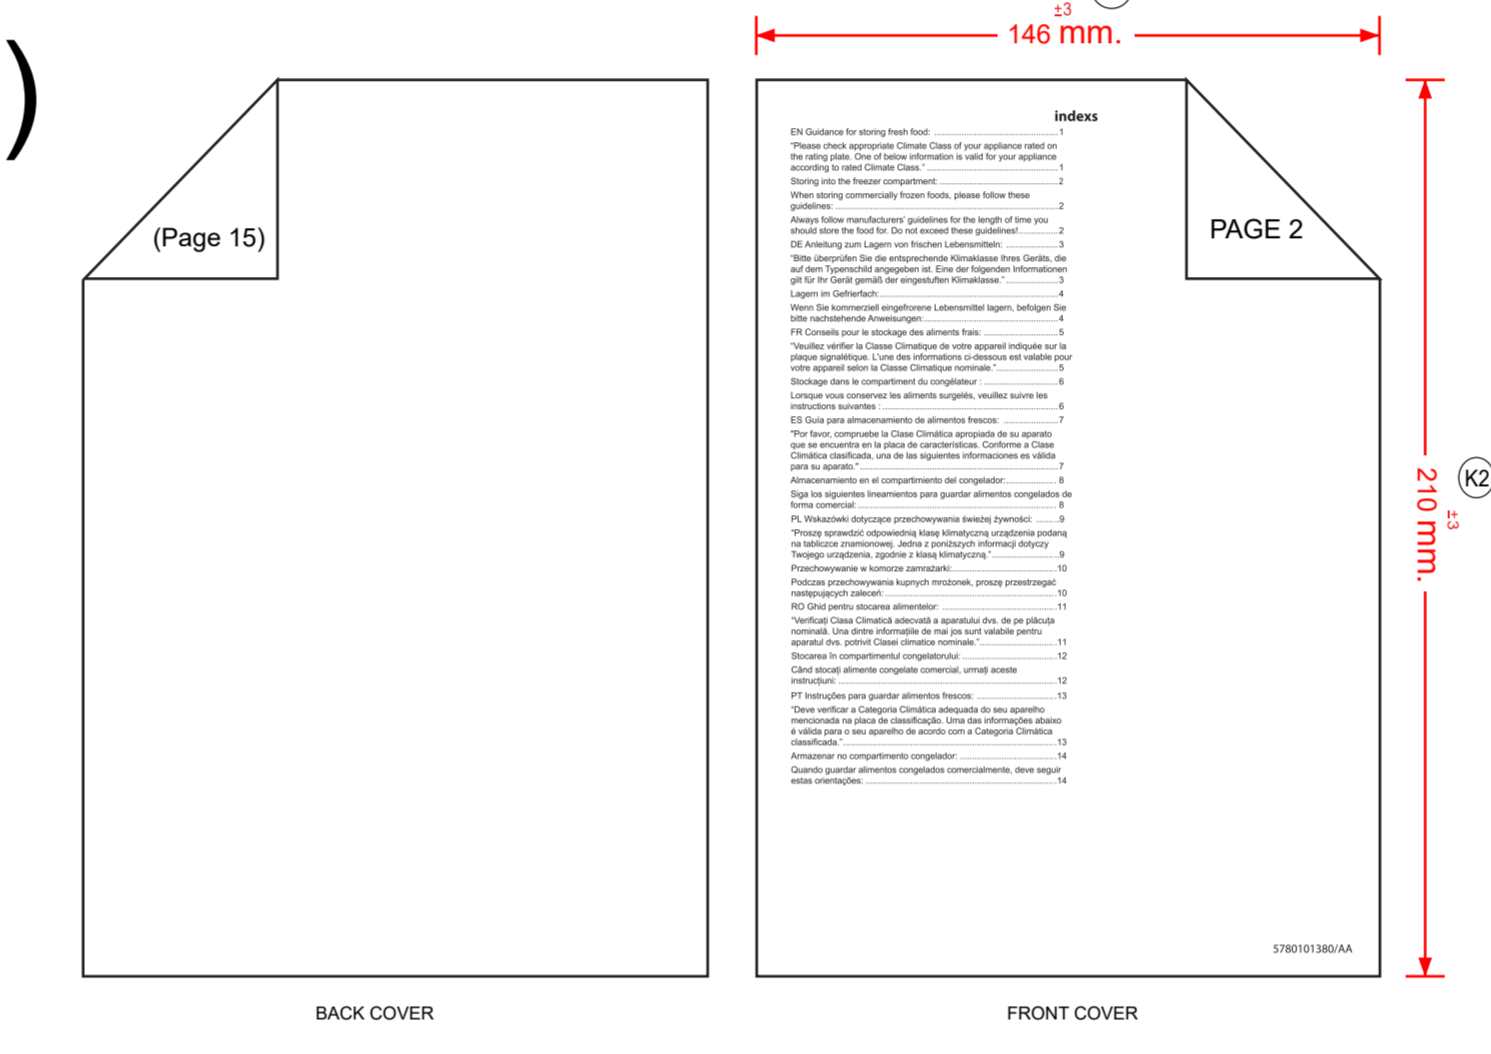 )
±3
146 mm.
(Page 15)
PAGE 2
indexs
EN Guidance for storing fresh food: ................................................1
"Please check appropriate Climate Class of your appliance rated on
the rating plate. One of below information is valid for your appliance
according to rated Climate Class." ...................................................1
Storing into the freezer compartment: ..............................................2
When storing commercially frozen foods, please follow these
guidelines: .......................................................................................2
Always follow manufacturers' guidelines for the length of time you
should store the food for. Do not exceed these guidelines!...............2
DE Anleitung zum Lagern von frischen Lebensmitteln: ....................3
"Bitte überprüfen Sie die entsprechende Klimaklasse Ihres Geräts, die
auf dem Typenschild angegeben ist. Eine der folgenden Informationen
gilt für Ihr Gerät gemäß der eingestuften Klimaklasse." ....................3
Lagern im Gefrierfach:.....................................................................4
Wenn Sie kommerziell eingefrorene Lebensmittel lagern, befolgen Sie
bitte nachstehende Anweisungen:....................................................4
FR Conseils pour le stockage des aliments frais: ............................5
"Veuillez vérifier la Classe Climatique de votre appareil indiquée sur la
plaque signalétique. L'une des informations ci-dessous est valable pour
votre appareil selon la Classe Climatique nominale."........................5
Stockage dans le compartiment du congélateur : ............................6
Lorsque vous conservez les aliments surgelés, veuillez suivre les
instructions suivantes : ....................................................................6
ES Guía para almacenamiento de alimentos frescos: .....................7
"Por favor, compruebe la Clase Climática apropiada de su aparato
que se encuentra en la placa de características. Conforme a Clase
Climática clasificada, una de las siguientes informaciones es válida
para su aparato." .............................................................................7
Almacenamiento en el compartimiento del congelador:................... 8
Siga los siguientes lineamientos para guardar alimentos congelados de
forma comercial: ............................................................................. 8
PL Wskazówki dotyczące przechowywania świeżej żywności: ........9
"Proszę sprawdzić odpowiednią klasę klimatyczną urządzenia podaną
na tabliczce znamionowej. Jedna z poniższych informacji dotyczy
Twojego urządzenia, zgodnie z klasą klimatyczną."..........................9
Przechowywanie w komorze zamrażarki:........................................10
Podczas przechowywania kupnych mrożonek, proszę przestrzegać
następujących zaleceń: ..................................................................10
RO Ghid pentru stocarea alimentelor: ............................................11
"Verificați Clasa Climatică adecvată a aparatului dvs. de pe plăcuța
nominală. Una dintre informațiile de mai jos sunt valabile pentru
aparatul dvs. potrivit Clasei climatice nominale."..............................11
Stocarea în compartimentul congelatorului: ....................................12
Când stocați alimente congelate comercial, urmați aceste
instrucțiuni: ....................................................................................12
PT Instruções para guardar alimentos frescos: ...............................13
"Deve verificar a Categoria Climática adequada do seu aparelho
mencionada na placa de classificação. Uma das informações abaixo
é válida para o seu aparelho de acordo com a Categoria Climática
classificada."...................................................................................13
Armazenar no compartimento congelador: .....................................14
Quando guardar alimentos congelados comercialmente, deve seguir
estas orientações: ..........................................................................14
210 mm.
±3
K2
5780101380/AA
BACK COVER
FRONT COVER